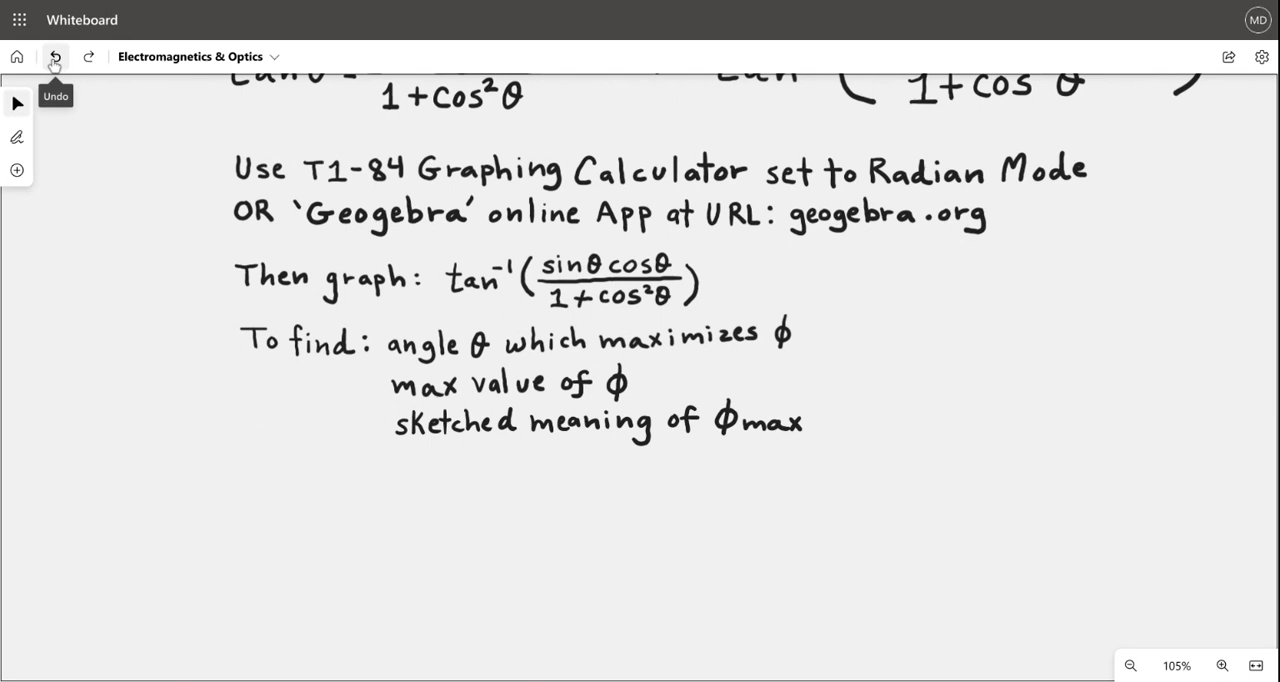 Whiteboard
MD
Electromagnetics & Optics
Undo
1+cos²θ
1+cos θ
Use T1-84 Graphing Calculator set to Radian Mode
OR 'Geogebra' online App at URL: geogebra.org
Then graph: tan⁻¹(sinθ cosθ / 1+cos²θ)
To find: angle θ which maximizes ϕ
max value of ϕ
sketched meaning of ϕmax
105%